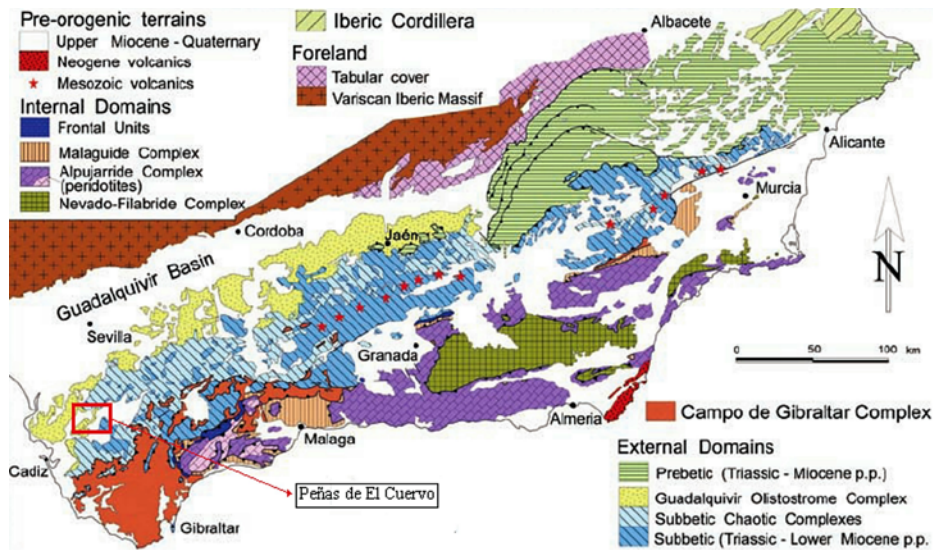 Pre-orogenic terrains
Upper Miocene - Quaternary
Neogene volcanics
Mesozoic volcanics
Internal Domains
Frontal Units
Malaguide Complex
Alpujarride Complex
(peridotites)
Nevado-Filabride Complex
Iberic Cordillera
Foreland
Tabular cover
Variscan Iberic Massif
Albacete
Alicante
Murcia
N
Cordoba
Jaén
Guadalquivir Basin
Sevilla
Granada
0 50 100 km
Almeria
Malaga
Cadiz
Peñas de El Cuervo
Gibraltar
Campo de Gibraltar Complex
External Domains
Prebetic (Triassic - Miocene p.p.)
Guadalquivir Olistostrome Complex
Subbetic Chaotic Complexes
Subbetic (Triassic - Lower Miocene p.p.